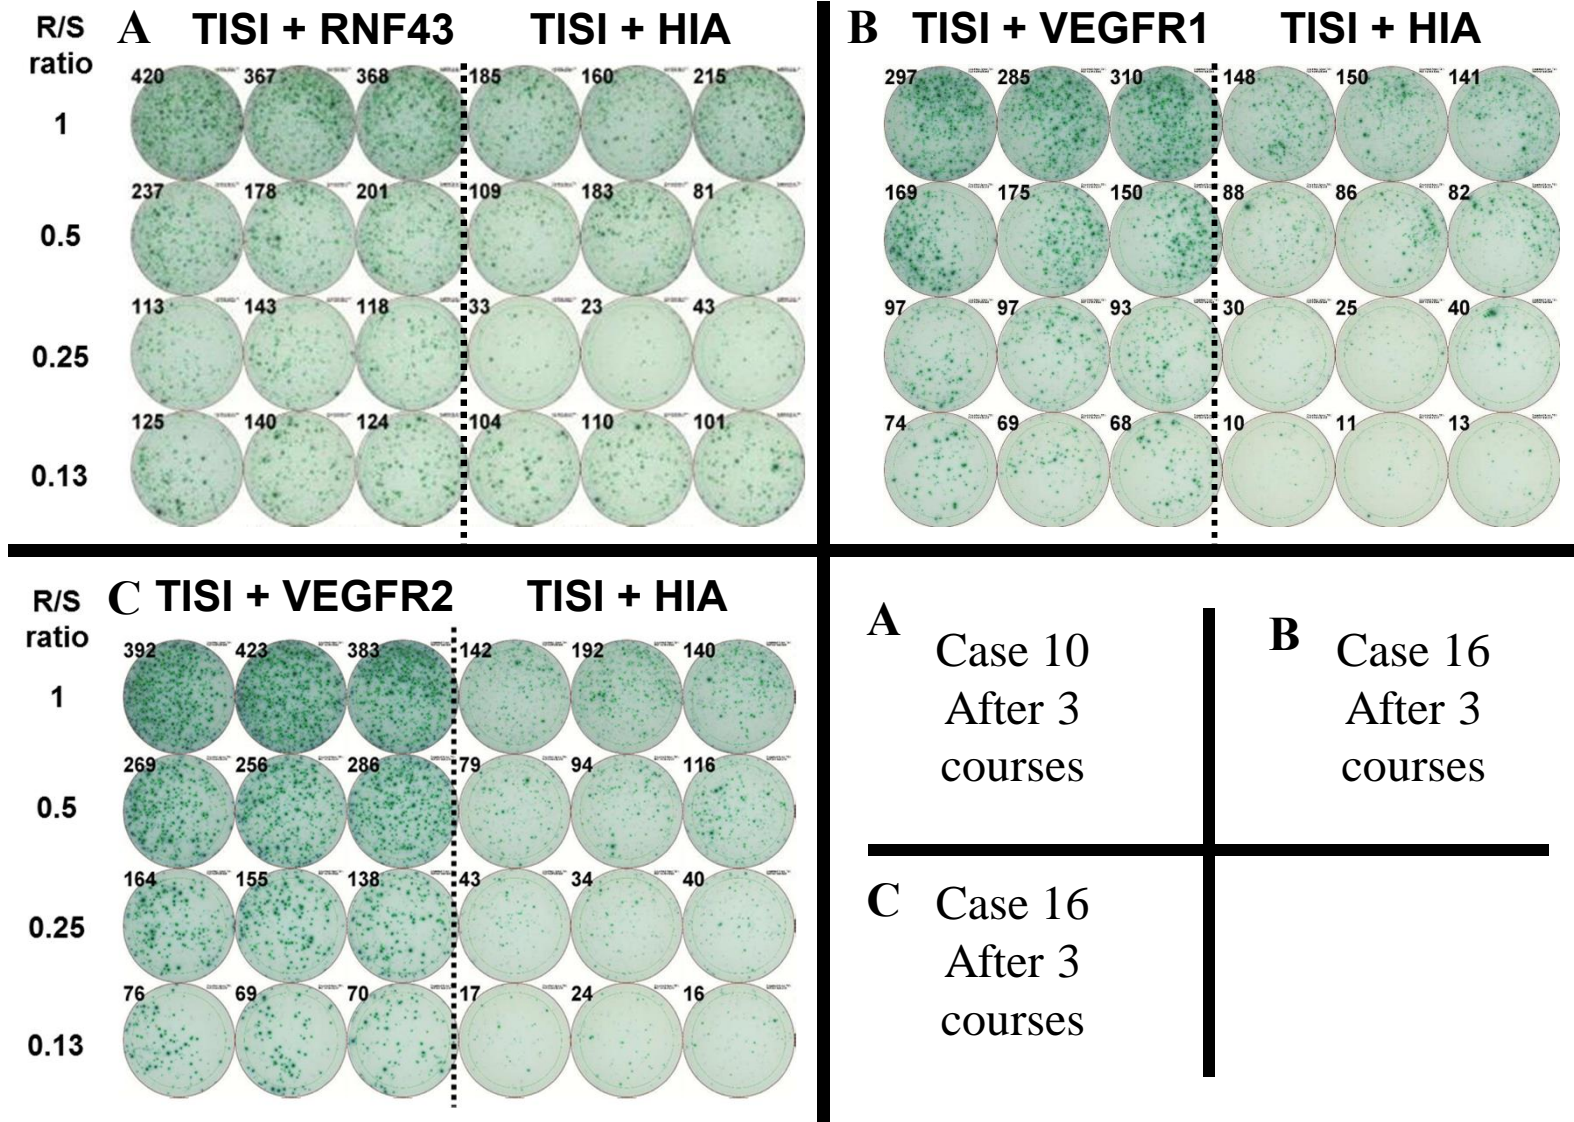 R/S ratio
A TISI + RNF43 TISI + HIA
420 367 368 185 160 215
1
237 178 201 109 183 81
0.5
113 143 118 33 23 43
0.25
125 140 124 104 110 101
0.13
B TISI + VEGFR1 TISI + HIA
297 285 310 148 150 141
169 175 150 88 86 82
97 97 93 30 25 40
74 69 68 10 11 13
R/S ratio
C TISI + VEGFR2 TISI + HIA
392 423 383 142 192 140
1
269 256 286 79 94 116
0.5
164 155 138 43 34 40
0.25
76 69 70 17 24 16
0.13
A
Case 10
After 3
courses
B
Case 16
After 3
courses
C
Case 16
After 3
courses